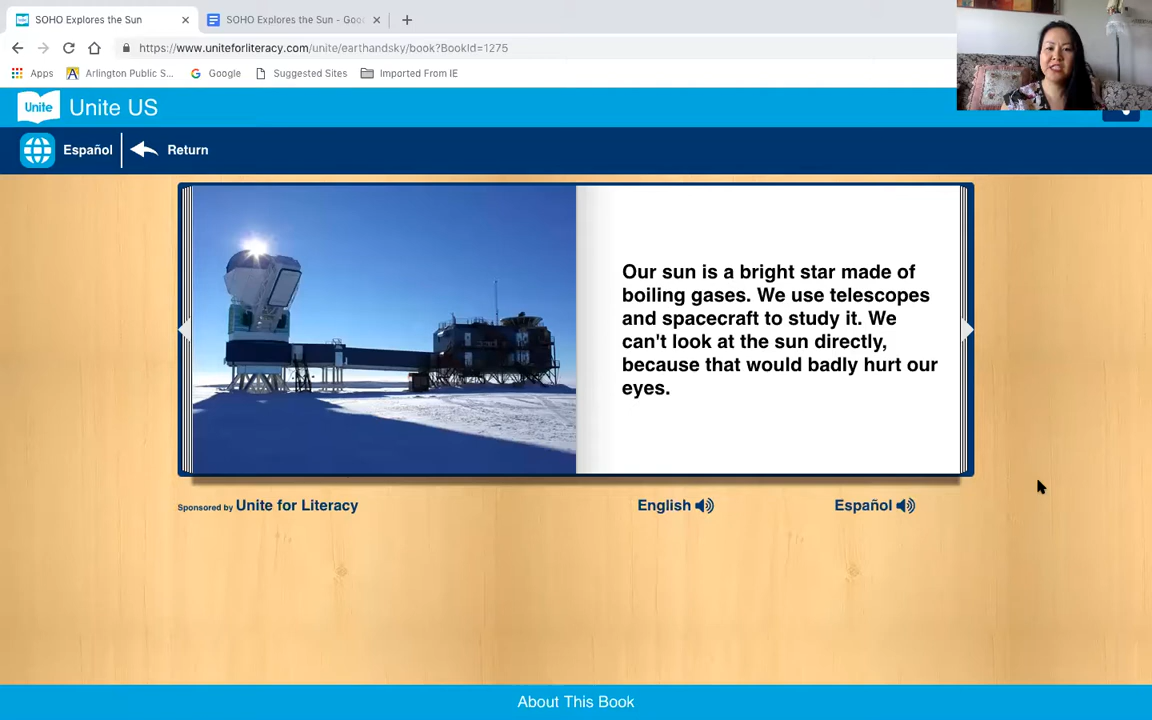 SOHO Explores the Sun
SOHO Explores the Sun - Goo
https://www.uniteforliteracy.com/unite/earthandsky/book?BookId=1275
Apps
Arlington Public S...
Google
Suggested Sites
Imported From IE
Unite
Unite US
Español
Return
Our sun is a bright star made of
boiling gases. We use telescopes
and spacecraft to study it. We
can't look at the sun directly,
because that would badly hurt our
eyes.
Sponsored by Unite for Literacy
English
Español
About This Book